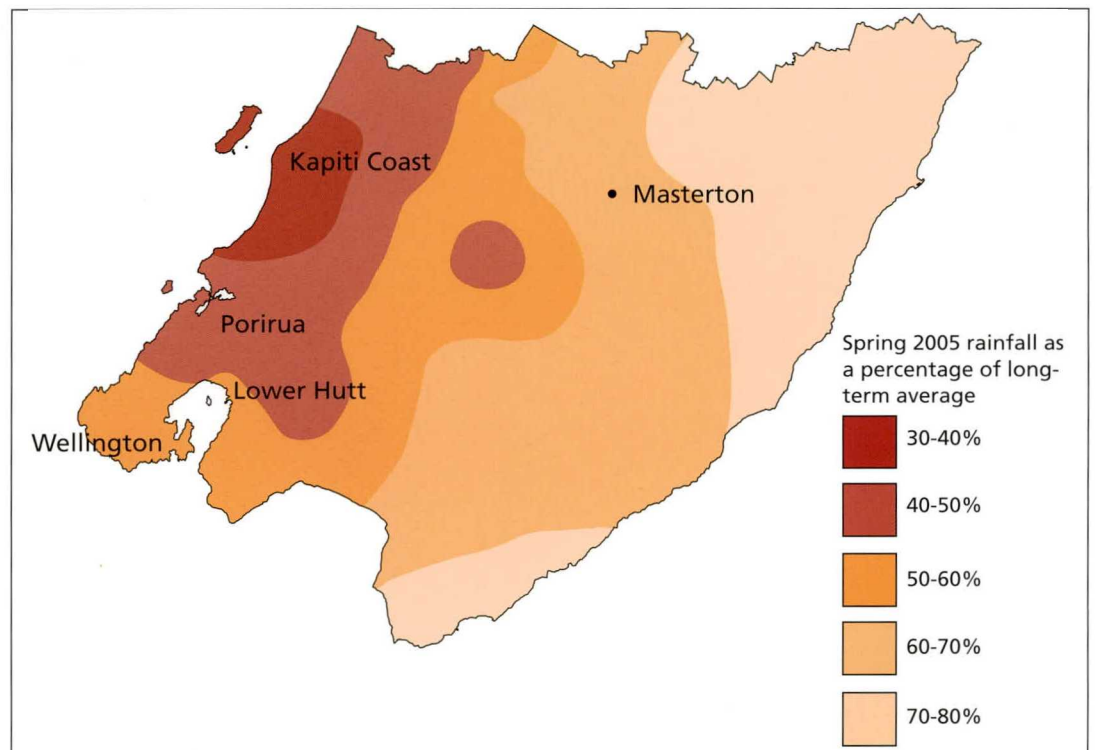 Kapiti Coast
Masterton
Porirua
Lower Hutt
Wellington
Spring 2005 rainfall as
a percentage of long-
term average
30-40%
40-50%
50-60%
60-70%
70-80%